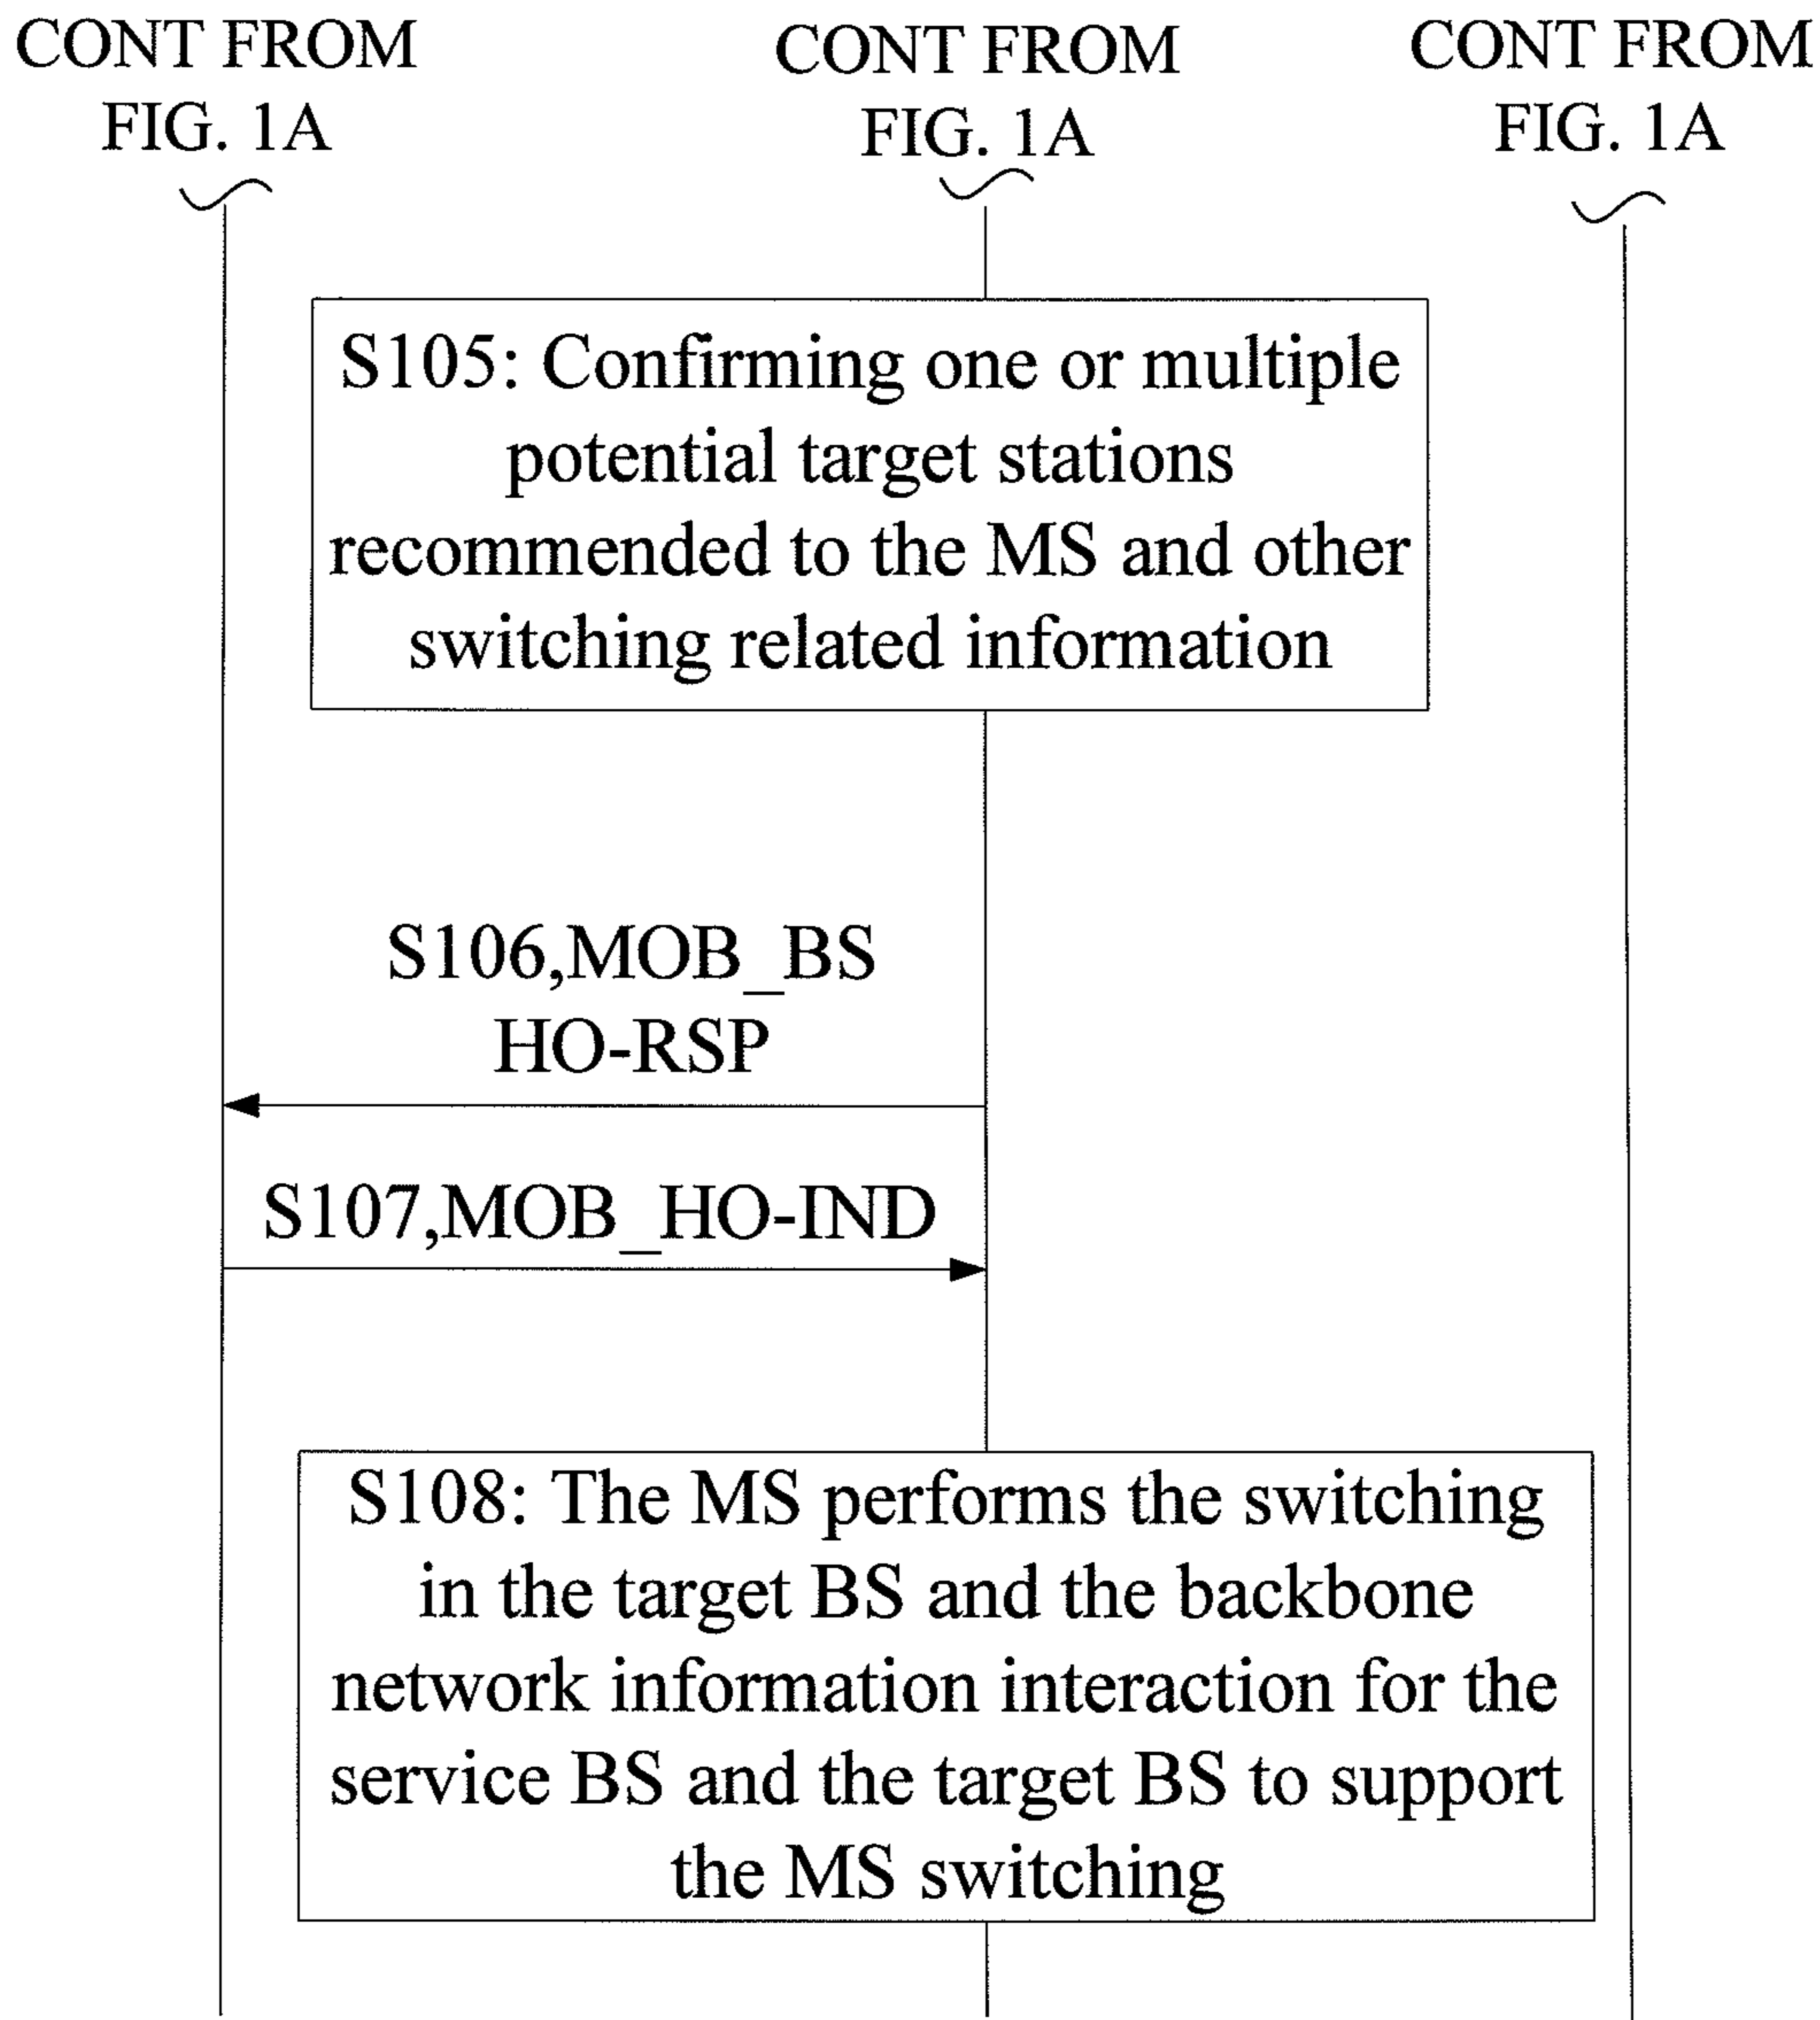 CONT FROM
FIG. 1A
CONT FROM
FIG. 1A
CONT FROM
FIG. 1A
S105: Confirming one or multiple
potential target stations
recommended to the MS and other
switching related information
S106,MOB_BS
HO-RSP
S107,MOB_HO-IND
S108: The MS performs the switching
in the target BS and the backbone
network information interaction for the
service BS and the target BS to support
the MS switching